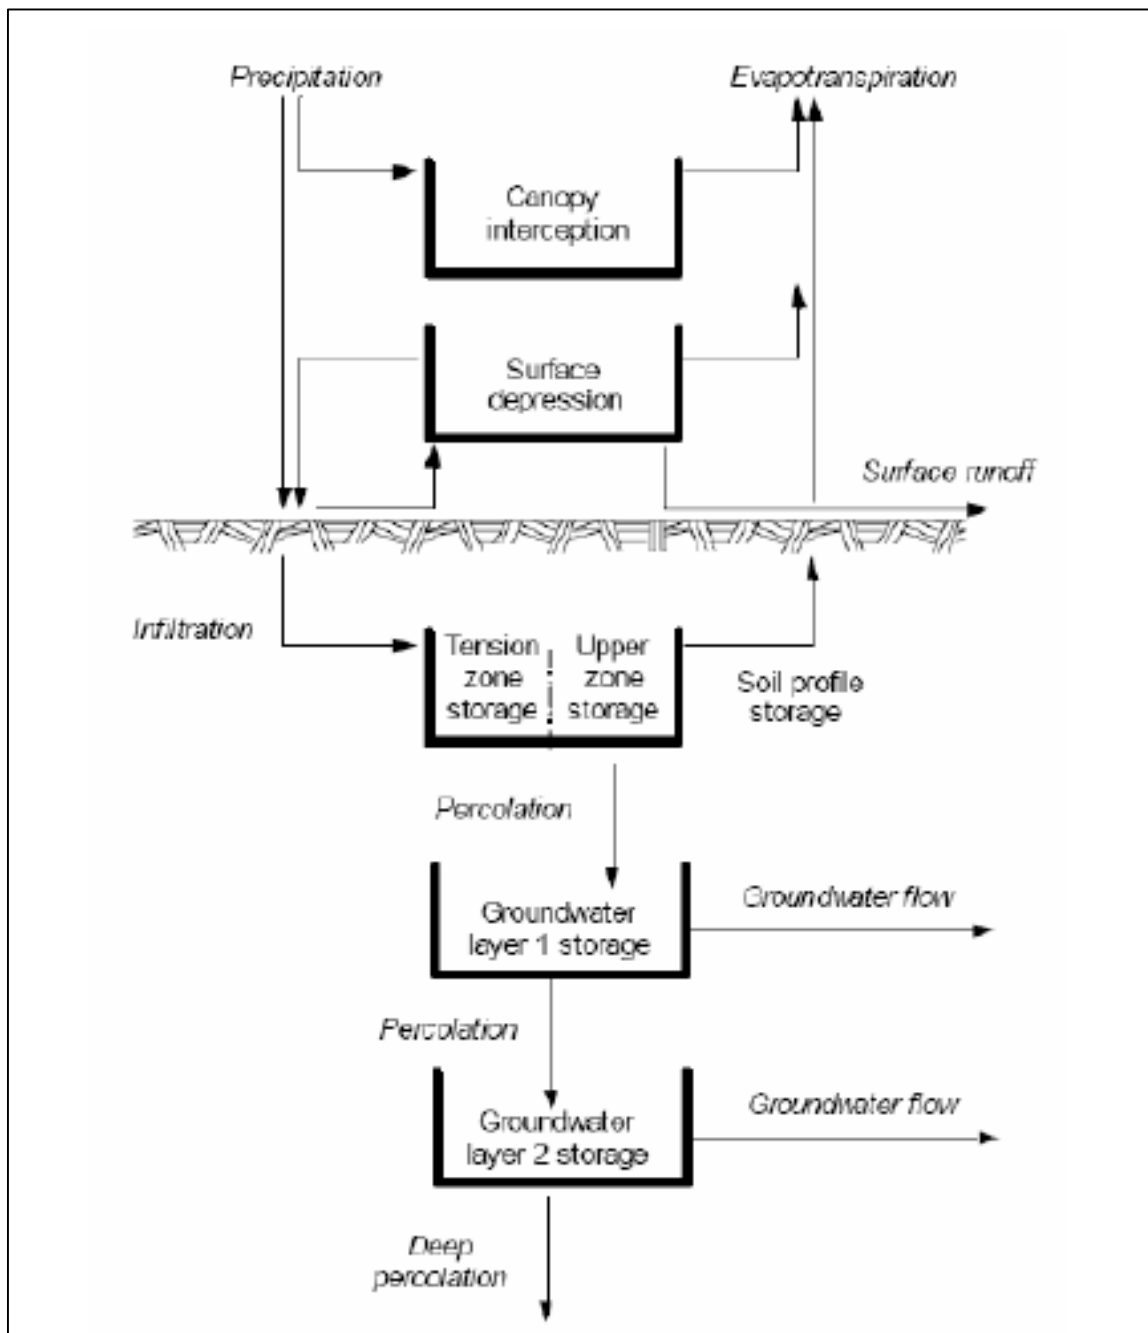 Precipitation
Evapotranspiration
Canopy
interception
Surface
depression
Surface runoff
Infiltration
Tension
zone
storage
Upper
zone
storage
Soil profile
storage
Percolation
Groundwater
layer 1 storage
Groundwater flow
Percolation
Groundwater
layer 2 storage
Groundwater flow
Deep
percolation